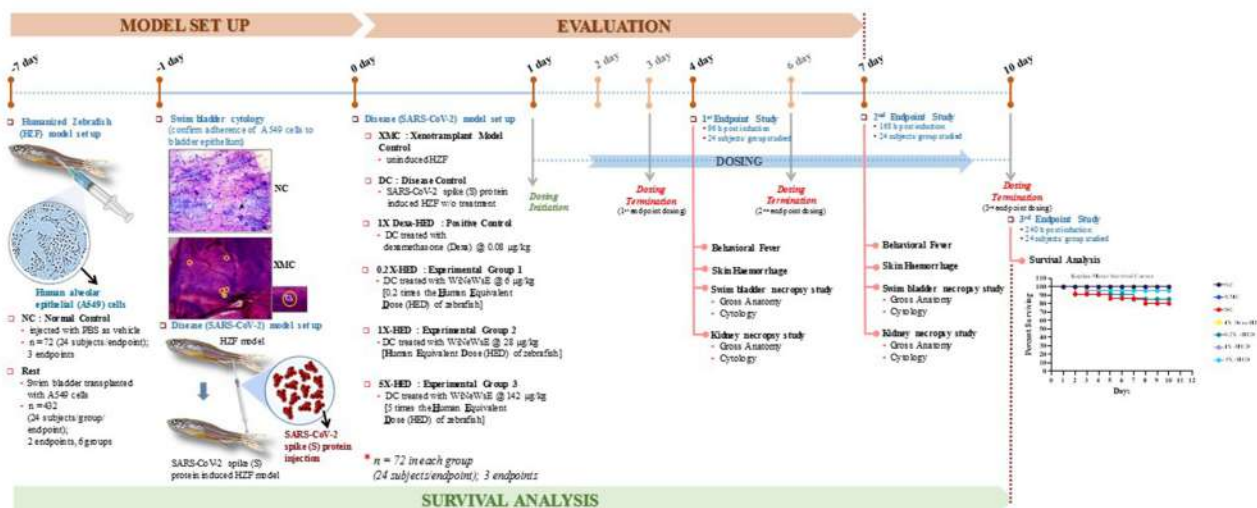 MODEL SET UP
EVALUATION
-7 day
-1 day
0 day
1 day
2 day
3 day
4 day
6 day
7 day
10 day
Humanized Zebrafish
(HZF) model set up
Human alveolar
epithelial (A549) cells
NC : Normal Control
injected with PBS as vehicle
n=72 (24 subjects/endpoint);
3 endpoints
Rest
Swim bladder transplanted
with A549 cells
n =432
(24 subjects/group/
endpoint);
2 endpoints, 6 groups
Swim bladder cytology
(confirm adherence of A549 cells to
bladder epithelium)
NC
XMC
Disease (SARS-CoV-2) model set up
HZF model
SARS-CoV-2
spike (S) protein
injection
SARS-CoV-2 spike (S)
protein induced HZF model
Disease (SARS-CoV-2) model set up
XMC : Xenotransplant Model
Control
uninduced HZF
DC : Disease Control
SARS-CoV-2 spike (S) protein
induced HZF w/o treatment
1X Dexa-HED : Positive Control
DC treated with
dexamethasone (Dexa) @ 0.08 µg/kg
0.2X-HED : Experimental Group 1
DC treated with WiNeWsE @ 6 µg/kg
[0.2 times the Human Equivalent
Dose (HED) of zebrafish]
1X-HED : Experimental Group 2
DC treated with WiNeWsE @ 28 µg/kg
[Human Equivalent Dose (HED) of zebrafish]
5X-HED : Experimental Group 3
DC treated with WiNeWsE @ 142 µg/kg
[5 times the Human Equivalent
Dose (HED) of zebrafish]
* n = 72 in each group
(24 subjects/endpoint); 3 endpoints
Dosing
Initiation
DOSING
Dosing
Termination
(1st endpoint dosing)
1st Endpoint Study
96 h post induction
24 subjects/ group studied
Behavioral Fever
Skin Haemorrhage
Swim bladder necropsy study
Gross Anatomy
Cytology
Kidney necropsy study
Gross Anatomy
Cytology
Dosing
Termination
(2nd endpoint dosing)
2nd Endpoint Study
168 h post induction
24 subjects/ group studied
Behavioral Fever
Skin Haemorrhage
Swim bladder necropsy study
Gross Anatomy
Cytology
Kidney necropsy study
Gross Anatomy
Cytology
Dosing
Termination
(3rd endpoint dosing)
3rd Endpoint Study
240 h post induction
24 subjects/ group studied
Survival Analysis
Percent Surviving
0 1 2 3 4 5 6 7 8 9 10 11 12
Days
SURVIVAL ANALYSIS